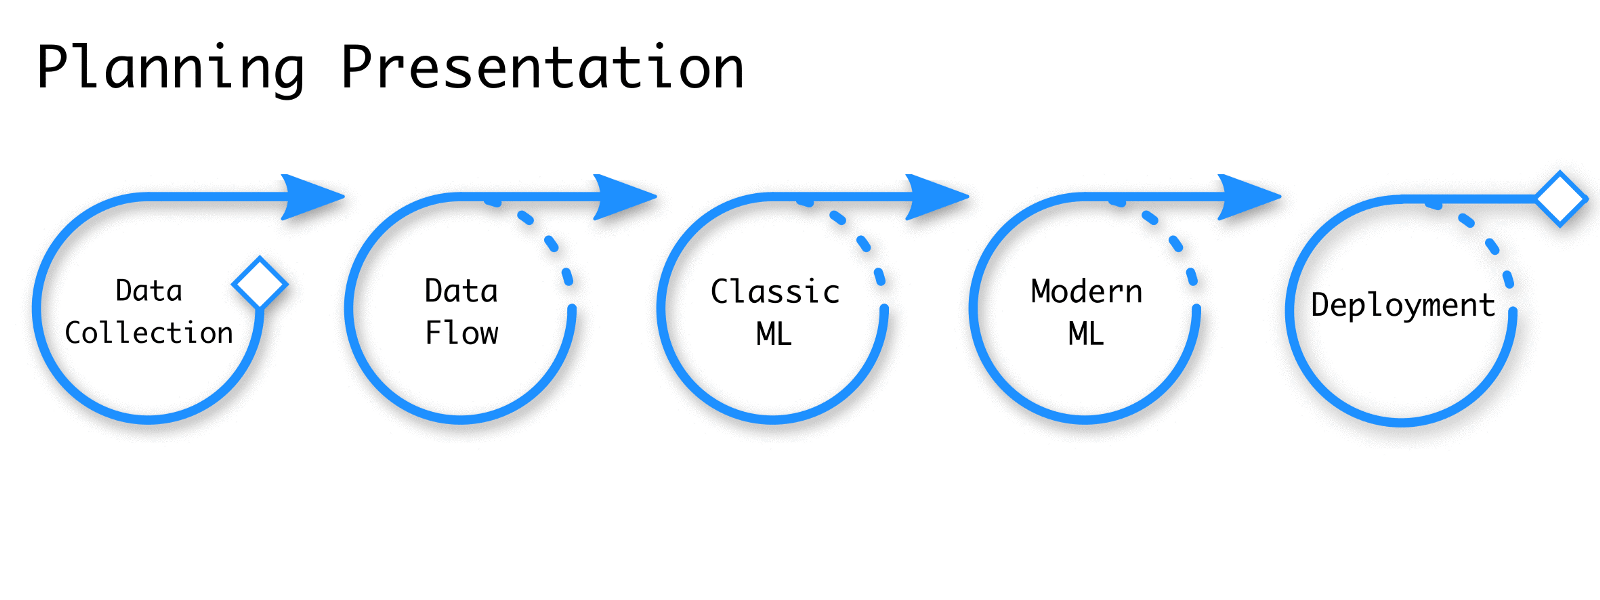 Planning Presentation
Data
Collection
Data
Flow
Classic
ML
Modern
ML
Deployment